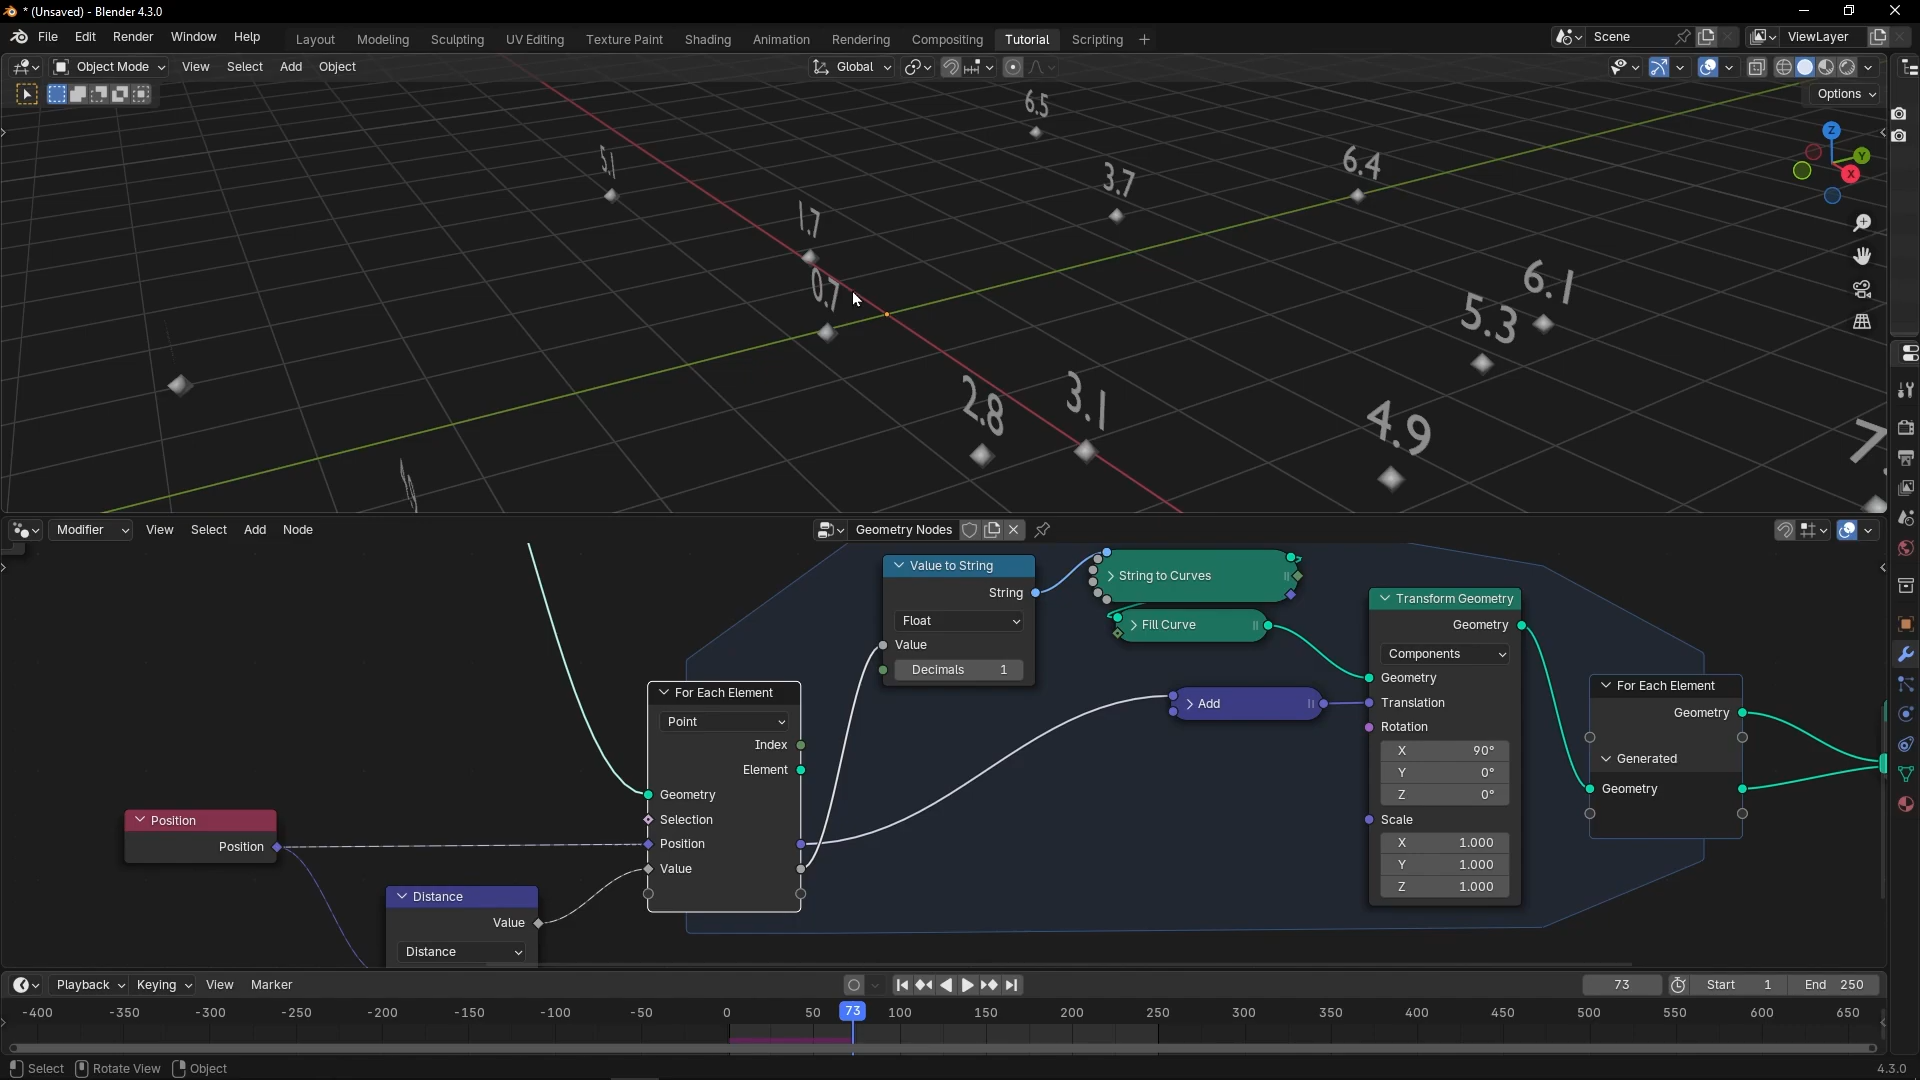 * (Unsaved) - Blender 4.3.0
File Edit Render Window Help Layout Modeling Sculpting UV Editing Texture Paint Shading Animation Rendering Compositing Tutorial Scripting + Scene ViewLayer
Object Mode View Select Add Object Global
Options
Z
Y
X
6.5
5.1
3.7
6.4
1.7
0.7
6.1
5.3
2.8
3.1
4.9
7.
Modifier View Select Add Node Geometry Nodes
Value to String
String
Float
Value
Decimals 1
String to Curves
Fill Curve
Add
Transform Geometry
Geometry
Components
Geometry
Translation
Rotation
X 90°
Y 0°
Z 0°
Scale
X 1.000
Y 1.000
Z 1.000
For Each Element
Geometry
Generated
Geometry
For Each Element
Point
Index
Element
Geometry
Selection
Position
Value
Position
Position
Distance
Value
Distance
Playback Keying View Marker 73 Start 1 End 250
-400 -350 -300 -250 -200 -150 -100 -50 0 50 73 100 150 200 250 300 350 400 450 500 550 600 650
Select Rotate View Object 4.3.0